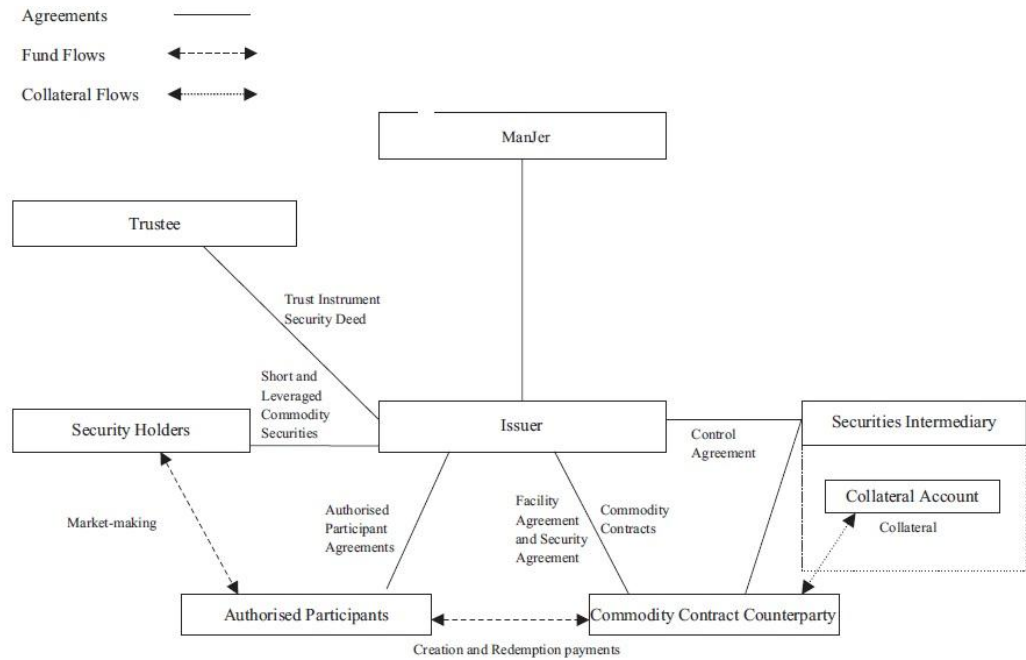 Agreements
Fund Flows
Collateral Flows
ManJer
Trustee
Trust Instrument
Security Deed
Short and
Leveraged
Commodity
Securities
Security Holders
Issuer
Control
Agreement
Securities Intermediary
Collateral Account
Collateral
Market-making
Authorised
Participant
Agreements
Facility
Agreement
and Security
Agreement
Commodity
Contracts
Authorised Participants
Commodity Contract Counterparty
Creation and Redemption payments